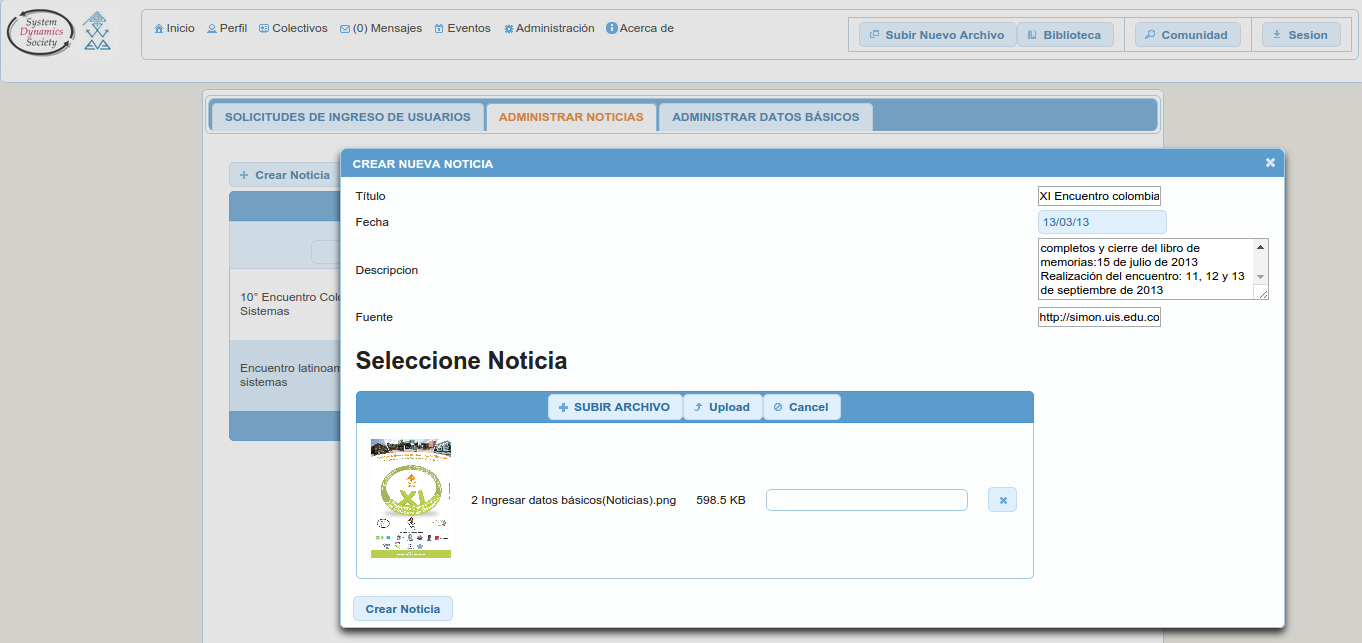 System
Dynamics
Society
Inicio Perfil Colectivos (0) Mensajes Eventos Administración Acerca de
Subir Nuevo Archivo Biblioteca Comunidad Sesion
SOLICITUDES DE INGRESO DE USUARIOS ADMINISTRAR NOTICIAS ADMINISTRAR DATOS BÁSICOS
Crear Noticia
10° Encuentro
Sistemas
Encuentro
sistemas
CREAR NUEVA NOTICIA
Título XI Encuentro colombia
Fecha 13/03/13
Descripcion
completos y cierre del libro de
memorias:15 de julio de 2013
Realización del encuentro: 11, 12 y 13
de septiembre de 2013
Fuente http://simon.uis.edu.co
Seleccione Noticia
SUBIR ARCHIVO Upload Cancel
XI
2 Ingresar datos básicos(Noticias).png 598.5 KB
Crear Noticia